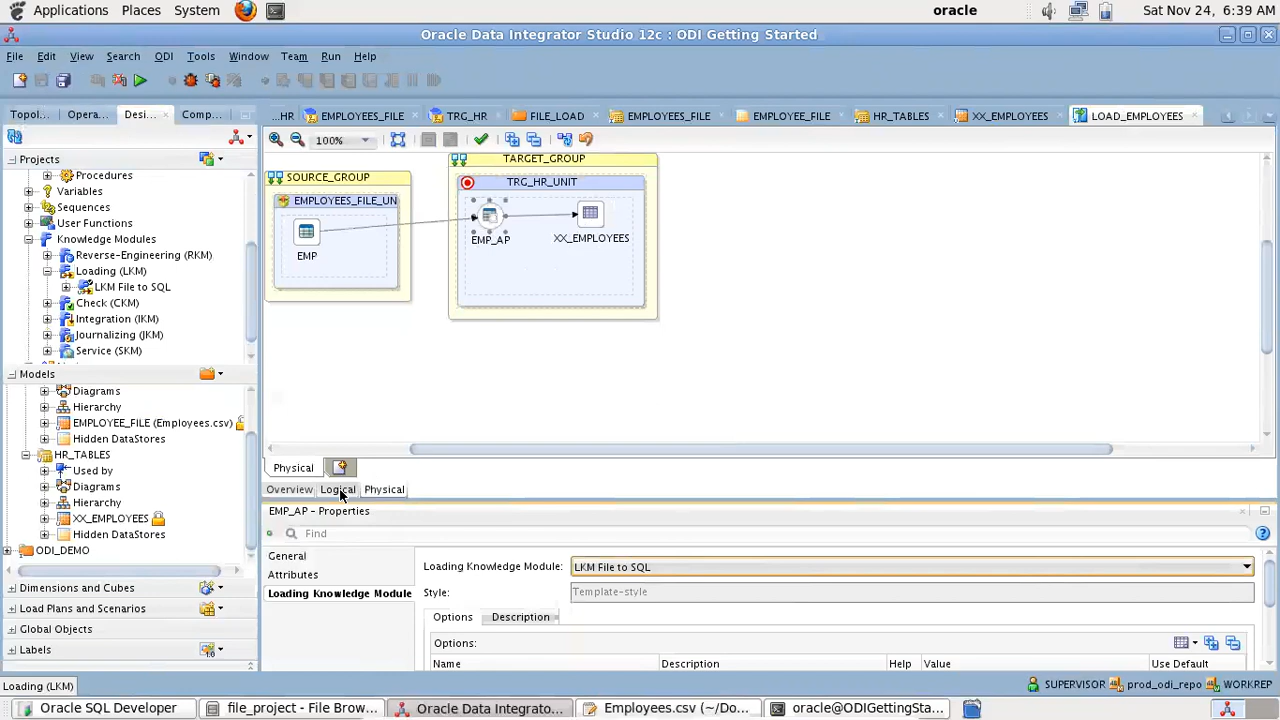 Applications Places System oracle Sat Nov 24, 6:39 AM
Oracle Data Integrator Studio 12c : ODI Getting Started
File Edit View Search ODI Tools Window Team Run Help
Topol... Opera... Desi... Comp...
...HR EMPLOYEES_FILE TRG_HR FILE_LOAD EMPLOYEES_FILE EMPLOYEE_FILE HR_TABLES XX_EMPLOYEES LOAD_EMPLOYEES
100%
Projects
Procedures
Variables
Sequences
User Functions
Knowledge Modules
Reverse-Engineering (RKM)
Loading (LKM)
LKM File to SQL
Check (CKM)
Integration (IKM)
Journalizing (JKM)
Service (SKM)
Models
Diagrams
Hierarchy
EMPLOYEE_FILE (Employees.csv)
Hidden DataStores
HR_TABLES
Used by
Diagrams
Hierarchy
XX_EMPLOYEES
Hidden DataStores
ODI_DEMO
Dimensions and Cubes
Load Plans and Scenarios
Global Objects
Labels
Loading (LKM)
SOURCE_GROUP
EMPLOYEES_FILE_UN
EMP
TARGET_GROUP
TRG_HR_UNIT
EMP_AP
XX_EMPLOYEES
Physical
Overview Logical Physical
EMP_AP - Properties
Find
General
Attributes
Loading Knowledge Module
Loading Knowledge Module: LKM File to SQL
Style: Template-style
Options Description
Options:
Name Description Help Value Use Default
SUPERVISOR prod_odi_repo WORKREP
Oracle SQL Developer file_project - File Brow... Oracle Data Integrato... Employees.csv (~/Do... oracle@ODIGettingSta...